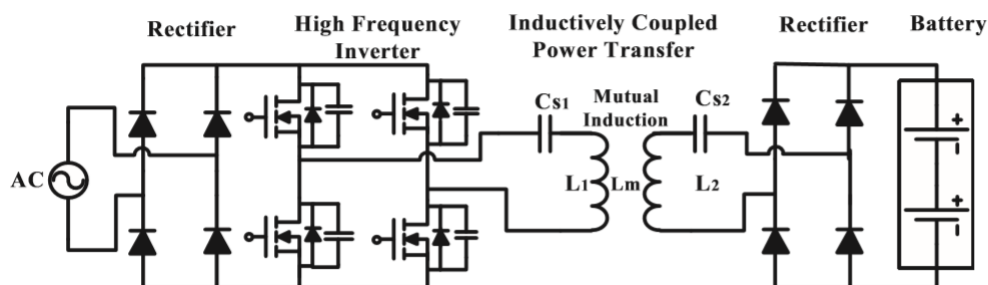 Rectifier
High Frequency
Inverter
Inductively Coupled
Power Transfer
Rectifier
Battery
Cs1
Mutual
Induction
Cs2
AC
L1
Lm
L2
+
+